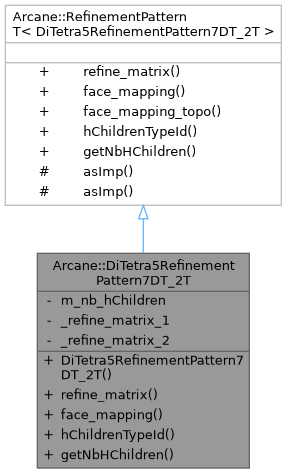 Arcane::RefinementPattern
T< DiTetra5RefinementPattern7DT_2T >
+ refine_matrix()
+ face_mapping()
+ face_mapping_topo()
+ hChildrenTypeId()
+ getNbHChildren()
# asImp()
# asImp()
Arcane::DiTetra5Refinement
Pattern7DT_2T
- m_nb_hChildren
- _refine_matrix_1
- _refine_matrix_2
+ DiTetra5RefinementPattern7
DT_2T()
+ refine_matrix()
+ face_mapping()
+ hChildrenTypeId()
+ getNbHChildren()